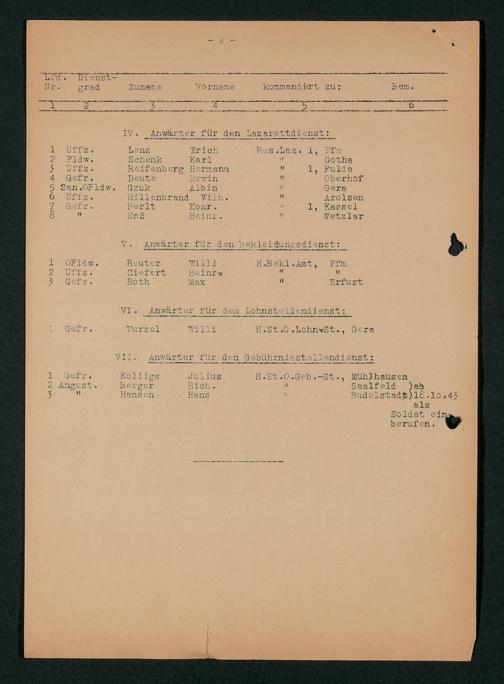 - 2 -
Lfd. Dienst-
Nr. grad Zuname Vorname kommandiert zu: Bem.
1 2 3 4 5 6
IV. Anwärter für den Lazarettdienst:
1 Uffz. Lenz Erich Res.Laz. 1, Ffm
2 Fldw. Schenk Karl " Gotha
3 Uffz. Reifenberg Hermann " 1, Fulda
4 Gefr. Deute Erwin " Oberhof
5 San.OFldw. Gzuk Albin " Gera
6 Uffz. Hillenbrand Wilh. " Arolsen
7 Gefr. Berlt Konr. " 1, Kassel
8 " Hoß Heinr. " Wetzlar
V. Anwärter für den Bekleidungsdienst:
1 OFldw. Reuter Willi H.Bekl.Amt, Ffm
2 Uffz. Siefert Heinr. " "
3 Gefr. Roth Max " Erfurt
VI. Anwärter für den Lohnstellendienst:
1 Gefr. Wurzel Willi H.St.O.Lohn-St., Gera
VII. Anwärter für den Gebührnisstellendienst:
1 Gefr. Kolligs Julius H.St.O.Geb.-St., Mühlhausen
2 Angest. Berger Rich. " Saalfeld )ab
3 " Hansen Hans " Rudolstadt)18.10.43
als
Soldat ein-
berufen.